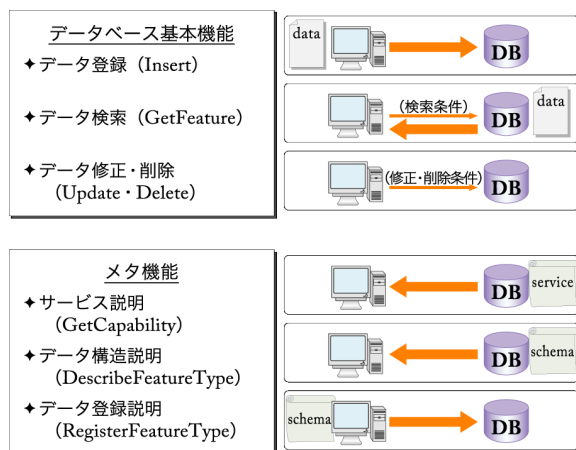 データベース基本機能
✦データ登録（Insert）
✦データ検索（GetFeature）
✦データ修正・削除
（Update・Delete）
data
DB
（検索条件）
DB
data
（修正・削除条件）
DB
メタ機能
✦サービス説明
（GetCapability）
✦データ構造説明
（DescribeFeatureType）
✦データ登録説明
（RegisterFeatureType）
DB
service
DB
schema
schema
DB